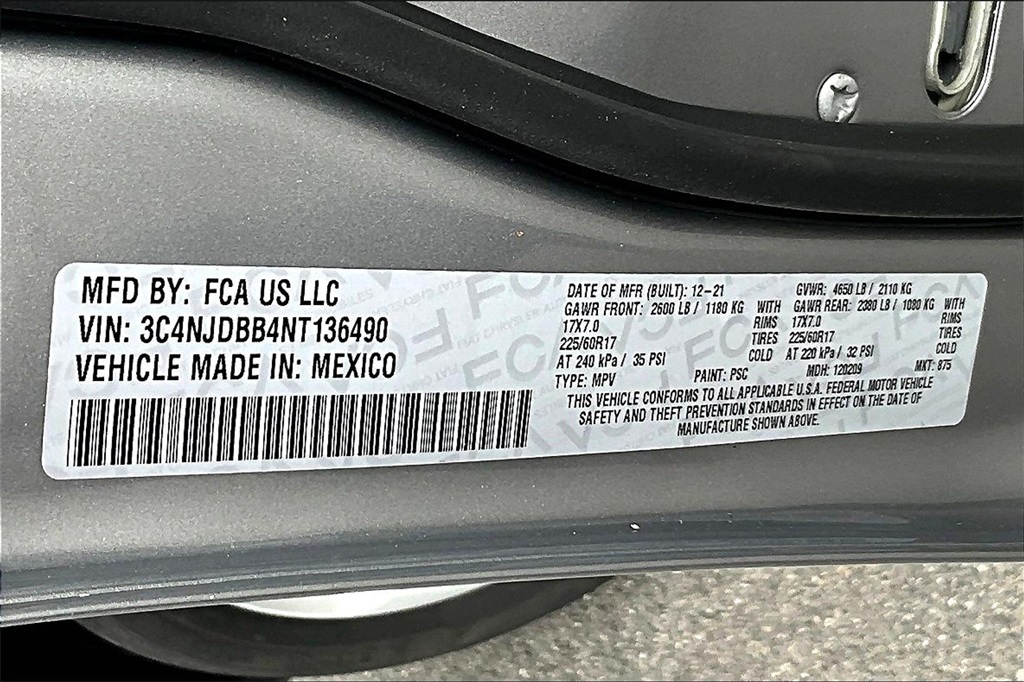 MFD BY: FCA US LLC
VIN: 3C4NJDBB4NT136490
VEHICLE MADE IN: MEXICO
DATE OF MFR (BUILT): 12-21
GAWR FRONT: 2600 LB / 1180 KG WITH
17X7.0 RIMS
225/60R17 TIRES
AT 240 kPa / 35 PSI COLD
TYPE: MPV PAINT: PSC
GVWR: 4650 LB / 2110 KG
GAWR REAR: 2380 LB / 1080 KG WITH
17X7.0 RIMS
225/60R17 TIRES
AT 220 kPa / 32 PSI COLD
MDH: 120209 MKT: 875
THIS VEHICLE CONFORMS TO ALL APPLICABLE U.S.A. FEDERAL MOTOR VEHICLE
SAFETY AND THEFT PREVENTION STANDARDS IN EFFECT ON THE DATE OF
MANUFACTURE SHOWN ABOVE.